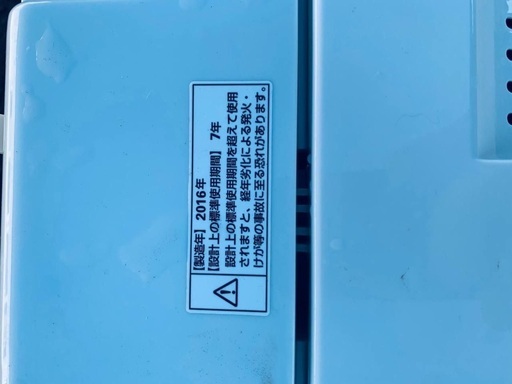 【製造年】2016年
【設計上の標準使用期間】 7年
設計上の標準使用期間を超えて使用
されますと、経年劣化による発火・
けが等の事故に至る恐れがあります。